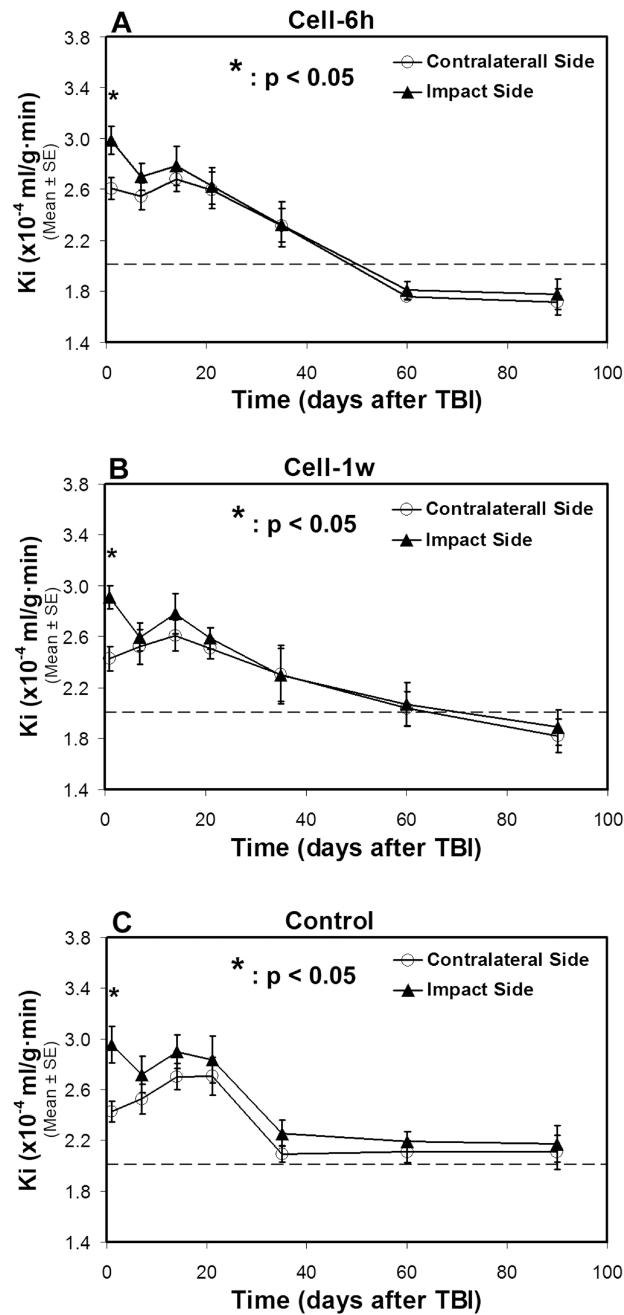 A Cell-6h
* : p < 0.05
Contralaterall Side
Impact Side
*
3.8
3.4
3.0
2.6
2.2
1.8
1.4
Ki (x10⁻⁴ ml/g·min)
(Mean ± SE)
0 20 40 60 80 100
Time (days after TBI)
B Cell-1w
* : p < 0.05
Contralaterall Side
Impact Side
*
3.8
3.4
3.0
2.6
2.2
1.8
1.4
Ki (x10⁻⁴ ml/g·min)
(Mean ± SE)
0 20 40 60 80 100
Time (days after TBI)
C Control
* : p < 0.05
Contralateral Side
Impact Side
*
3.8
3.4
3.0
2.6
2.2
1.8
1.4
Ki (x10⁻⁴ ml/g·min)
(Mean ± SE)
0 20 40 60 80 100
Time (days after TBI)